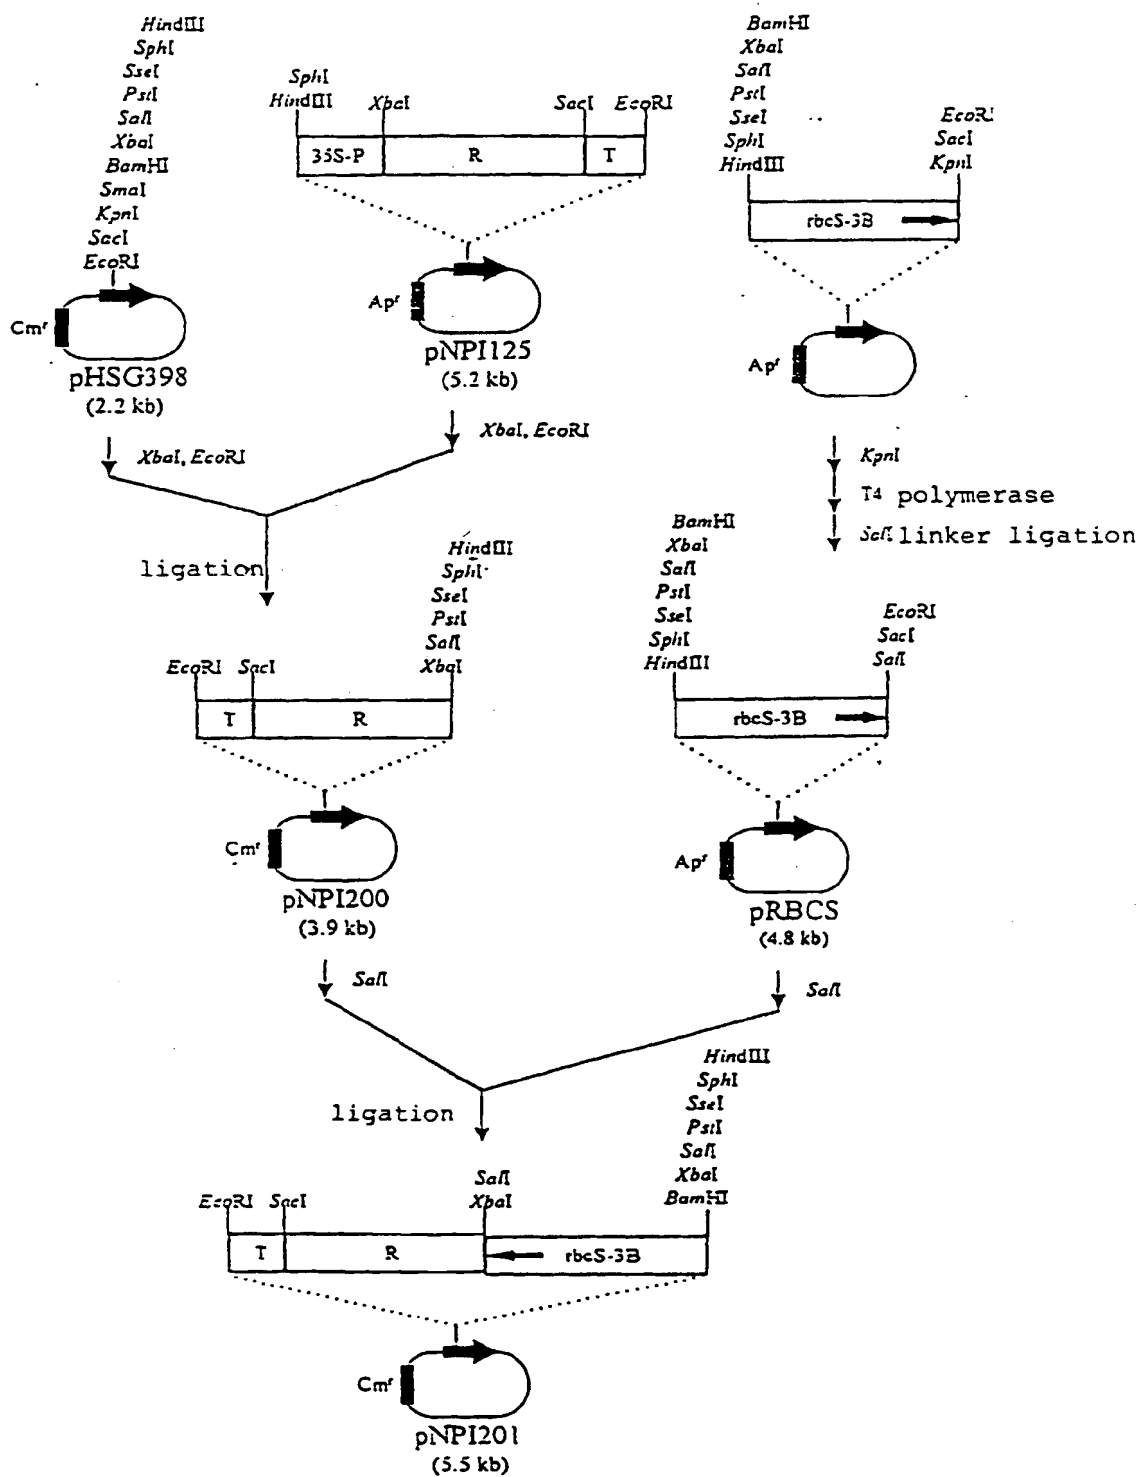 HindIII
SphI
SseI
PstI
SalI
XbaI
BamHI
SmaI
KpnI
SacI
EcoRI
Cmʳ
pHSG398
(2.2 kb)
XbaI, EcoRI
SphI
HindIII
XbaI
SacI
EcoRI
35S-P
R
T
Apʳ
pNPI125
(5.2 kb)
XbaI, EcoRI
BamHI
XbaI
SalI
PstI
SseI
SphI
HindIII
EcoRI
SacI
KpnI
rbcS-3B
Apʳ
KpnI
T4 polymerase
SalI linker ligation
ligation
HindIII
SphI
SseI
PstI
SalI
XbaI
EcoRI
SacI
T
R
Cmʳ
pNPI200
(3.9 kb)
SalI
BamHI
XbaI
SalI
PstI
SseI
SphI
HindIII
EcoRI
SacI
SalI
rbcS-3B
Apʳ
pRBCS
(4.8 kb)
SalI
ligation
HindIII
SphI
SseI
PstI
SalI
XbaI
BamHI
EcoRI
SacI
SalI
XbaI
T
R
rbcS-3B
Cmʳ
pNPI201
(5.5 kb)